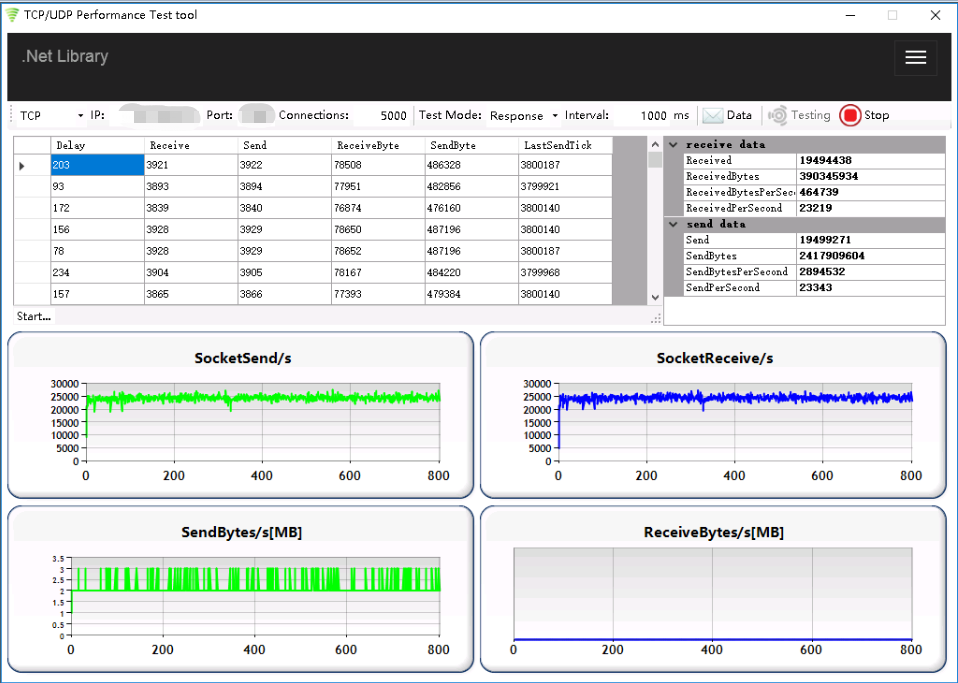 TCP/UDP Performance Test tool
.Net Library
TCP IP: Port: Connections: 5000 Test Mode: Response Interval: 1000 ms Data Testing Stop
Delay Receive Send ReceiveByte SendByte LastSendTick
203 3921 3922 78508 486328 3800187
93 3893 3894 77951 482856 3799921
172 3839 3840 76874 476160 3800140
156 3928 3929 78650 487196 3800140
78 3928 3929 78652 487196 3800187
234 3904 3905 78167 484220 3799968
157 3865 3866 77393 479384 3800140
receive data
Received 19494438
ReceivedBytes 390345934
ReceivedBytesPerSec 464739
ReceivedPerSecond 23219
send data
Send 19499271
SendBytes 2417909604
SendBytesPerSecond 2894532
SendPerSecond 23343
Start...
SocketSend/s
30000
25000
20000
15000
10000
5000
0
0 200 400 600 800
SocketReceive/s
30000
25000
20000
15000
10000
5000
0
0 200 400 600 800
SendBytes/s[MB]
3.5
3
2.5
2
1.5
1
0.5
0
0 200 400 600 800
ReceiveBytes/s[MB]
0 200 400 600 800